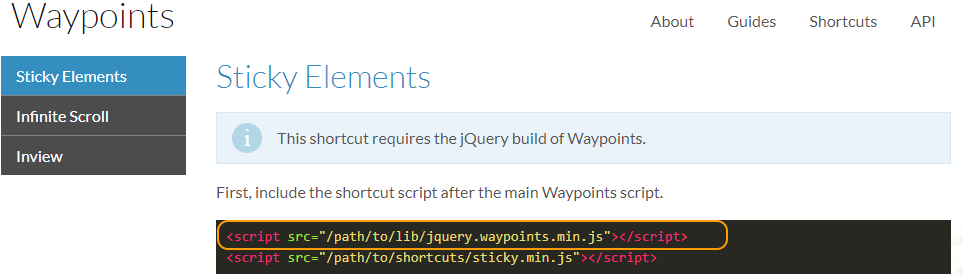 Waypoints
About Guides Shortcuts API
Sticky Elements
Infinite Scroll
Inview
Sticky Elements
i This shortcut requires the jQuery build of Waypoints.
First, include the shortcut script after the main Waypoints script.
<script src="/path/to/lib/jquery.waypoints.min.js"></script>
<script src="/path/to/shortcuts/sticky.min.js"></script>